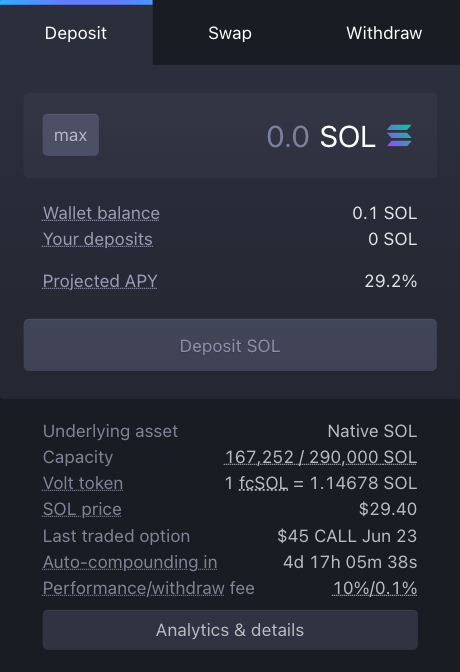 Deposit Swap Withdraw
max 0.0 SOL
Wallet balance 0.1 SOL
Your deposits 0 SOL
Projected APY 29.2%
Deposit SOL
Underlying asset Native SOL
Capacity 167,252 / 290,000 SOL
Volt token 1 fcSOL = 1.14678 SOL
SOL price $29.40
Last traded option $45 CALL Jun 23
Auto-compounding in 4d 17h 05m 38s
Performance/withdraw fee 10%/0.1%
Analytics & details